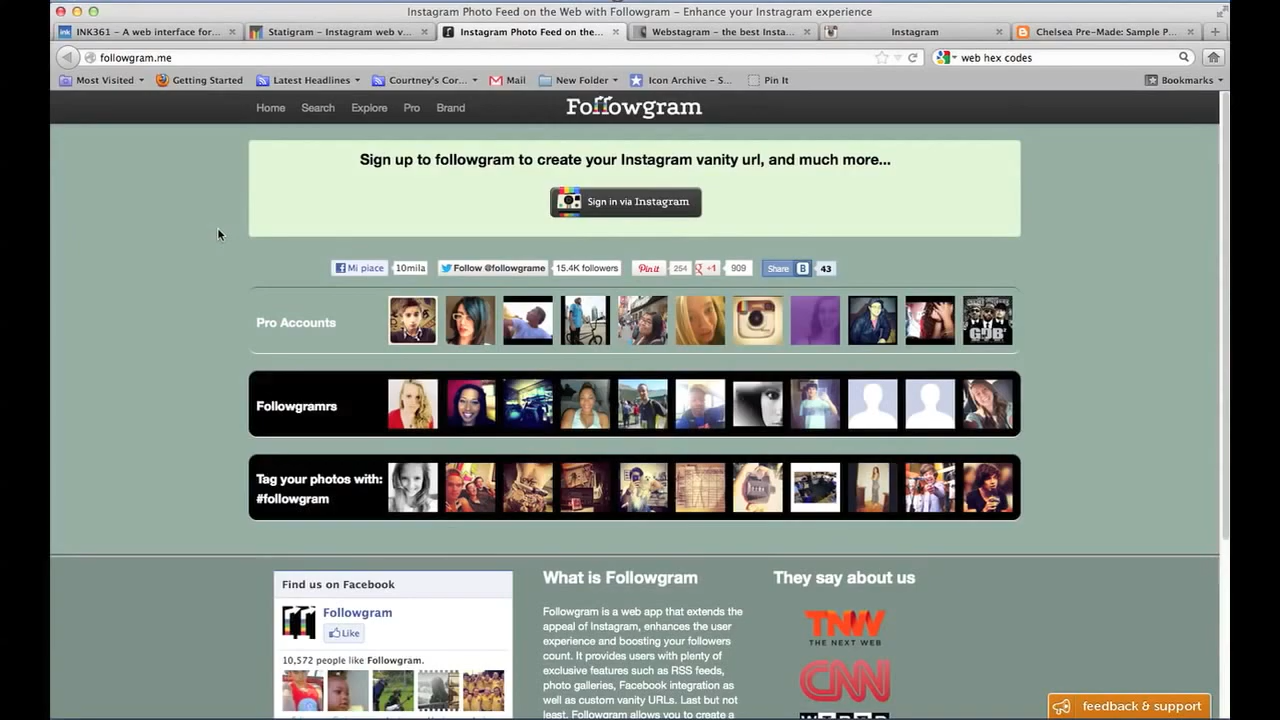 Instagram Photo Feed on the Web with Followgram – Enhance your Instragram experience
INK361 – A web interface for... Statigram – Instagram web v... Instagram Photo Feed on the... Webstagram – the best Insta... Instagram Chelsea Pre-Made: Sample P...
followgram.me web hex codes
Most Visited Getting Started Latest Headlines Courtney's Cor... Mail New Folder Icon Archive – S... Pin It Bookmarks
Home Search Explore Pro Brand Followgram
Sign up to followgram to create your Instagram vanity url, and much more...
Sign in via Instagram
Mi piace 10mila Follow @followgrame 15.4K followers Pin it 254 +1 909 Share B 43
Pro Accounts
GDB
Followgramrs
Tag your photos with:
#followgram
Find us on Facebook
Followgram
Like
10,572 people like Followgram.
What is Followgram
Followgram is a web app that extends the
appeal of Instagram, enhances the user
experience and boosting your followers
count. It provides users with plenty of
exclusive features such as RSS feeds,
photo galleries, Facebook integration as
well as custom vanity URLs. Last but not
least, Followgram allows you to create a
They say about us
TNW
THE NEXT WEB
CNN
WIRED
feedback & support